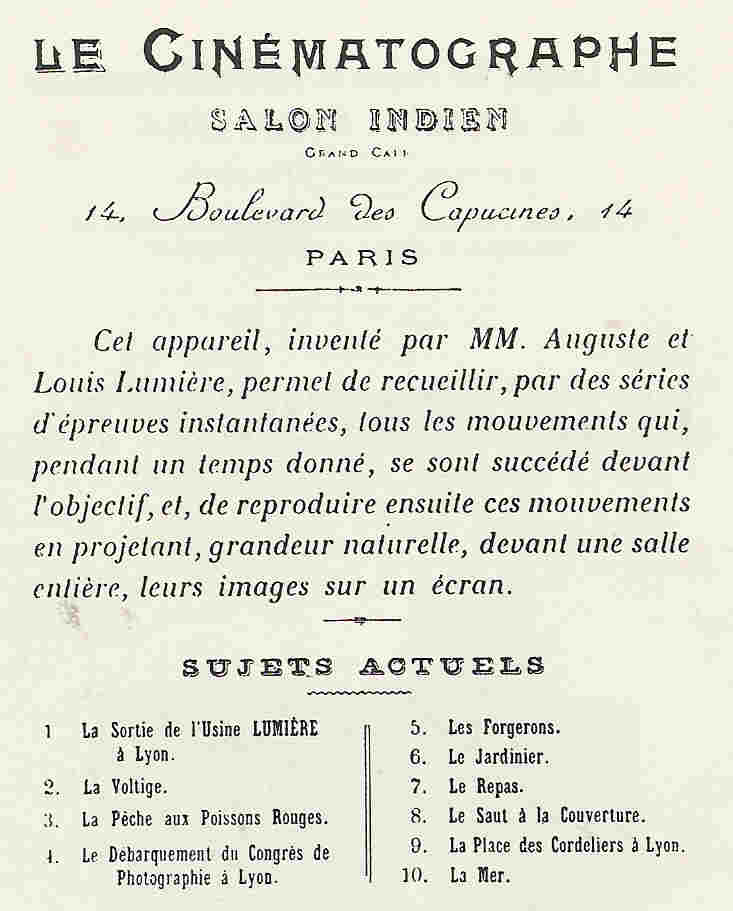 LE CINÉMATOGRAPHE
SALON INDIEN
GRAND CAFÉ
14, Boulevard des Capucines, 14
PARIS
Cet appareil, inventé par MM. Auguste et
Louis Lumière, permet de recueillir, par des séries
d'épreuves instantanées, tous les mouvements qui,
pendant un temps donné, se sont succédé devant
l'objectif, et, de reproduire ensuite ces mouvements
en projetant, grandeur naturelle, devant une salle
entière, leurs images sur un écran.
SUJETS ACTUELS
1 La Sortie de l'Usine LUMIÈRE
à Lyon.
2. La Voltige.
3. La Pêche aux Poissons Rouges.
4. Le Débarquement du Congrès de
Photographie à Lyon.
5. Les Forgerons.
6. Le Jardinier.
7. Le Repas.
8. Le Saut à la Couverture.
9. La Place des Cordeliers à Lyon.
10. La Mer.